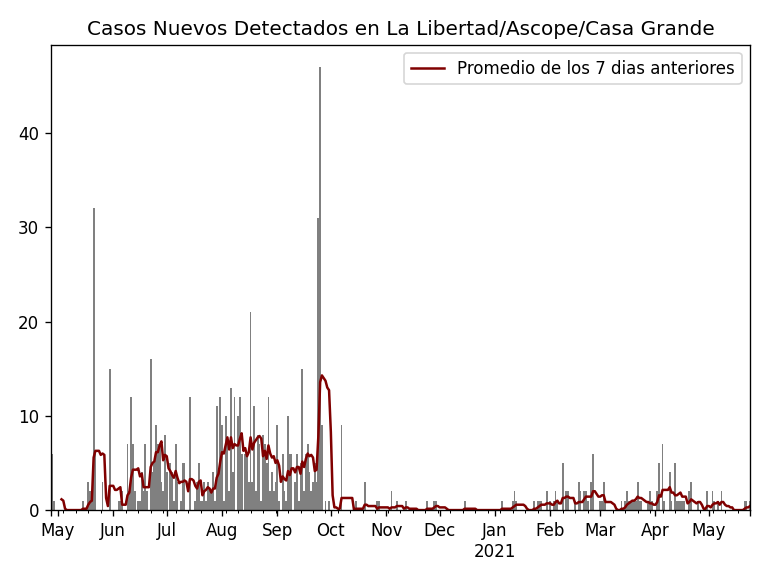 Casos Nuevos Detectados en La Libertad/Ascope/Casa Grande
Promedio de los 7 dias anteriores
40
30
20
10
0
May Jun Jul Aug Sep Oct Nov Dec Jan Feb Mar Apr May
2021